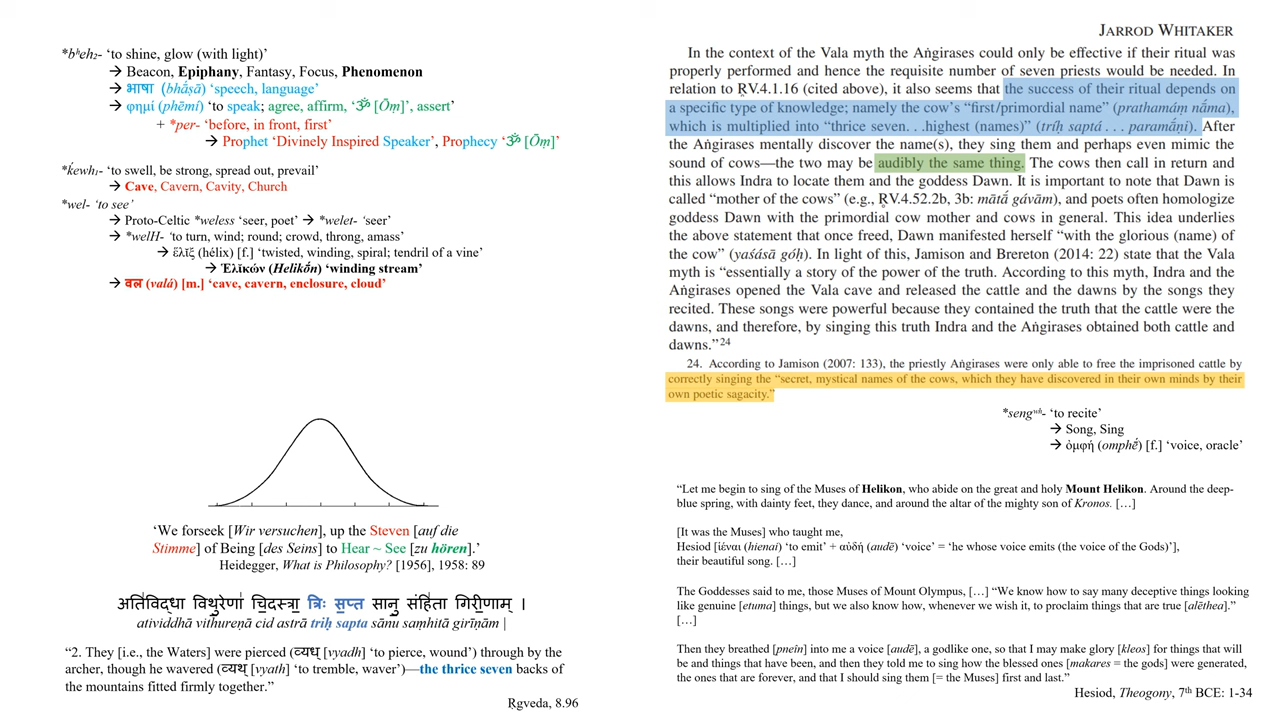 *bʰeh₂- ‘to shine, glow (with light)’
→ Beacon, Epiphany, Fantasy, Focus, Phenomenon
→ भाषा (bhā́ṣā) ‘speech, language’
→ φημί (phēmí) ‘to speak; agree, affirm, ‘ॐ [Ōṃ]’, assert’
+ *per- ‘before, in front, first’
→ Prophet ‘Divinely Inspired Speaker’, Prophecy ‘ॐ [Ōṃ]’
*ḱewh₁- ‘to swell, be strong, spread out, prevail’
→ Cave, Cavern, Cavity, Church
*wel- ‘to see’
→ Proto-Celtic *weless ‘seer, poet’ → *welet- ‘seer’
→ *welH- ‘to turn, wind; round; crowd, throng, amass’
→ ἕλῐξ (hélix) [f.] ‘twisted, winding, spiral; tendril of a vine’
→ Ἑλῐκών (Helikṓn) ‘winding stream’
→ वल (valá) [m.] ‘cave, cavern, enclosure, cloud’
‘We forseek [Wir versuchen], up the Steven [auf die
Stimme] of Being [des Seins] to Hear ~ See [zu hören].’
Heidegger, What is Philosophy? [1956], 1958: 89
अति॑विद्धा विथु॒रेणा॑ चि॒दस्त्रा॒ त्रिः स॒प्त सानु॒ संहि॑ता गिरी॒णाम् ।
atividdhā vithureṇā cid astrā triḥ sapta sānu saṃhitā girīṇām |
“2. They [i.e., the Waters] were pierced (व्यध् [vyadh] ‘to pierce, wound’) through by the
archer, though he wavered (व्यथ् [vyath] ‘to tremble, waver’)—the thrice seven backs of
the mountains fitted firmly together.”
Ṛgveda, 8.96
JARROD WHITAKER
In the context of the Vala myth the Aṅgirases could only be effective if their ritual was
properly performed and hence the requisite number of seven priests would be needed. In
relation to R̥V.4.1.16 (cited above), it also seems that the success of their ritual depends on
a specific type of knowledge; namely the cow’s “first/primordial name” (prathamáṃ nā́ma),
which is multiplied into “thrice seven. . .highest (names)” (tríḥ saptá . . . paramā́ṇi). After
the Aṅgirases mentally discover the name(s), they sing them and perhaps even mimic the
sound of cows—the two may be audibly the same thing. The cows then call in return and
this allows Indra to locate them and the goddess Dawn. It is important to note that Dawn is
called “mother of the cows” (e.g., R̥V.4.52.2b, 3b: mātā́ gávām), and poets often homologize
goddess Dawn with the primordial cow mother and cows in general. This idea underlies
the above statement that once freed, Dawn manifested herself “with the glorious (name) of
the cow” (yaśásā góḥ). In light of this, Jamison and Brereton (2014: 22) state that the Vala
myth is “essentially a story of the power of the truth. According to this myth, Indra and the
Aṅgirases opened the Vala cave and released the cattle and the dawns by the songs they
recited. These songs were powerful because they contained the truth that the cattle were the
dawns, and therefore, by singing this truth Indra and the Aṅgirases obtained both cattle and
dawns.”24
24. According to Jamison (2007: 133), the priestly Aṅgirases were only able to free the imprisoned cattle by
correctly singing the “secret, mystical names of the cows, which they have discovered in their own minds by their
own poetic sagacity.”
*sengʷʰ- ‘to recite’
→ Song, Sing
→ ὀμφή (omphḗ) [f.] ‘voice, oracle’
“Let me begin to sing of the Muses of Helikon, who abide on the great and holy Mount Helikon. Around the deep-
blue spring, with dainty feet, they dance, and around the altar of the mighty son of Kronos. […]
[It was the Muses] who taught me,
Hesiod [ἱέναι (hienai) ‘to emit’ + αὐδή (audē) ‘voice’ = ‘he whose voice emits (the voice of the Gods)’],
their beautiful song. […]
The Goddesses said to me, those Muses of Mount Olympus, […] “We know how to say many deceptive things looking
like genuine [etuma] things, but we also know how, whenever we wish it, to proclaim things that are true [alēthea].”
[…]
Then they breathed [pneîn] into me a voice [audē], a godlike one, so that I may make glory [kleos] for things that will
be and things that have been, and then they told me to sing how the blessed ones [makares = the gods] were generated,
the ones that are forever, and that I should sing them [= the Muses] first and last.”
Hesiod, Theogony, 7th BCE: 1-34